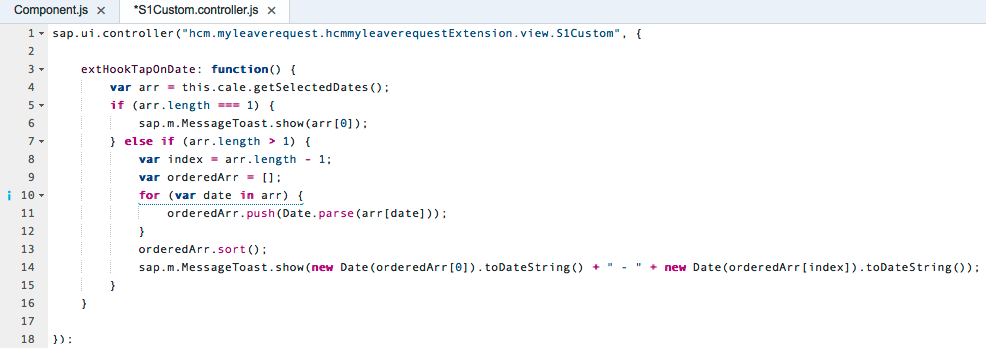 Component.js ×
*S1Custom.controller.js ×
1 sap.ui.controller("hcm.myleaverequest.hcmmyleaverequestExtension.view.S1Custom", {
2
3 extHookTapOnDate: function() {
4 var arr = this.cale.getSelectedDates();
5 if (arr.length === 1) {
6 sap.m.MessageToast.show(arr[0]);
7 } else if (arr.length > 1) {
8 var index = arr.length - 1;
9 var orderedArr = [];
i 10 for (var date in arr) {
11 orderedArr.push(Date.parse(arr[date]));
12 }
13 orderedArr.sort();
14 sap.m.MessageToast.show(new Date(orderedArr[0]).toDateString() + " - " + new Date(orderedArr[index]).toDateString());
15 }
16 }
17
18 });